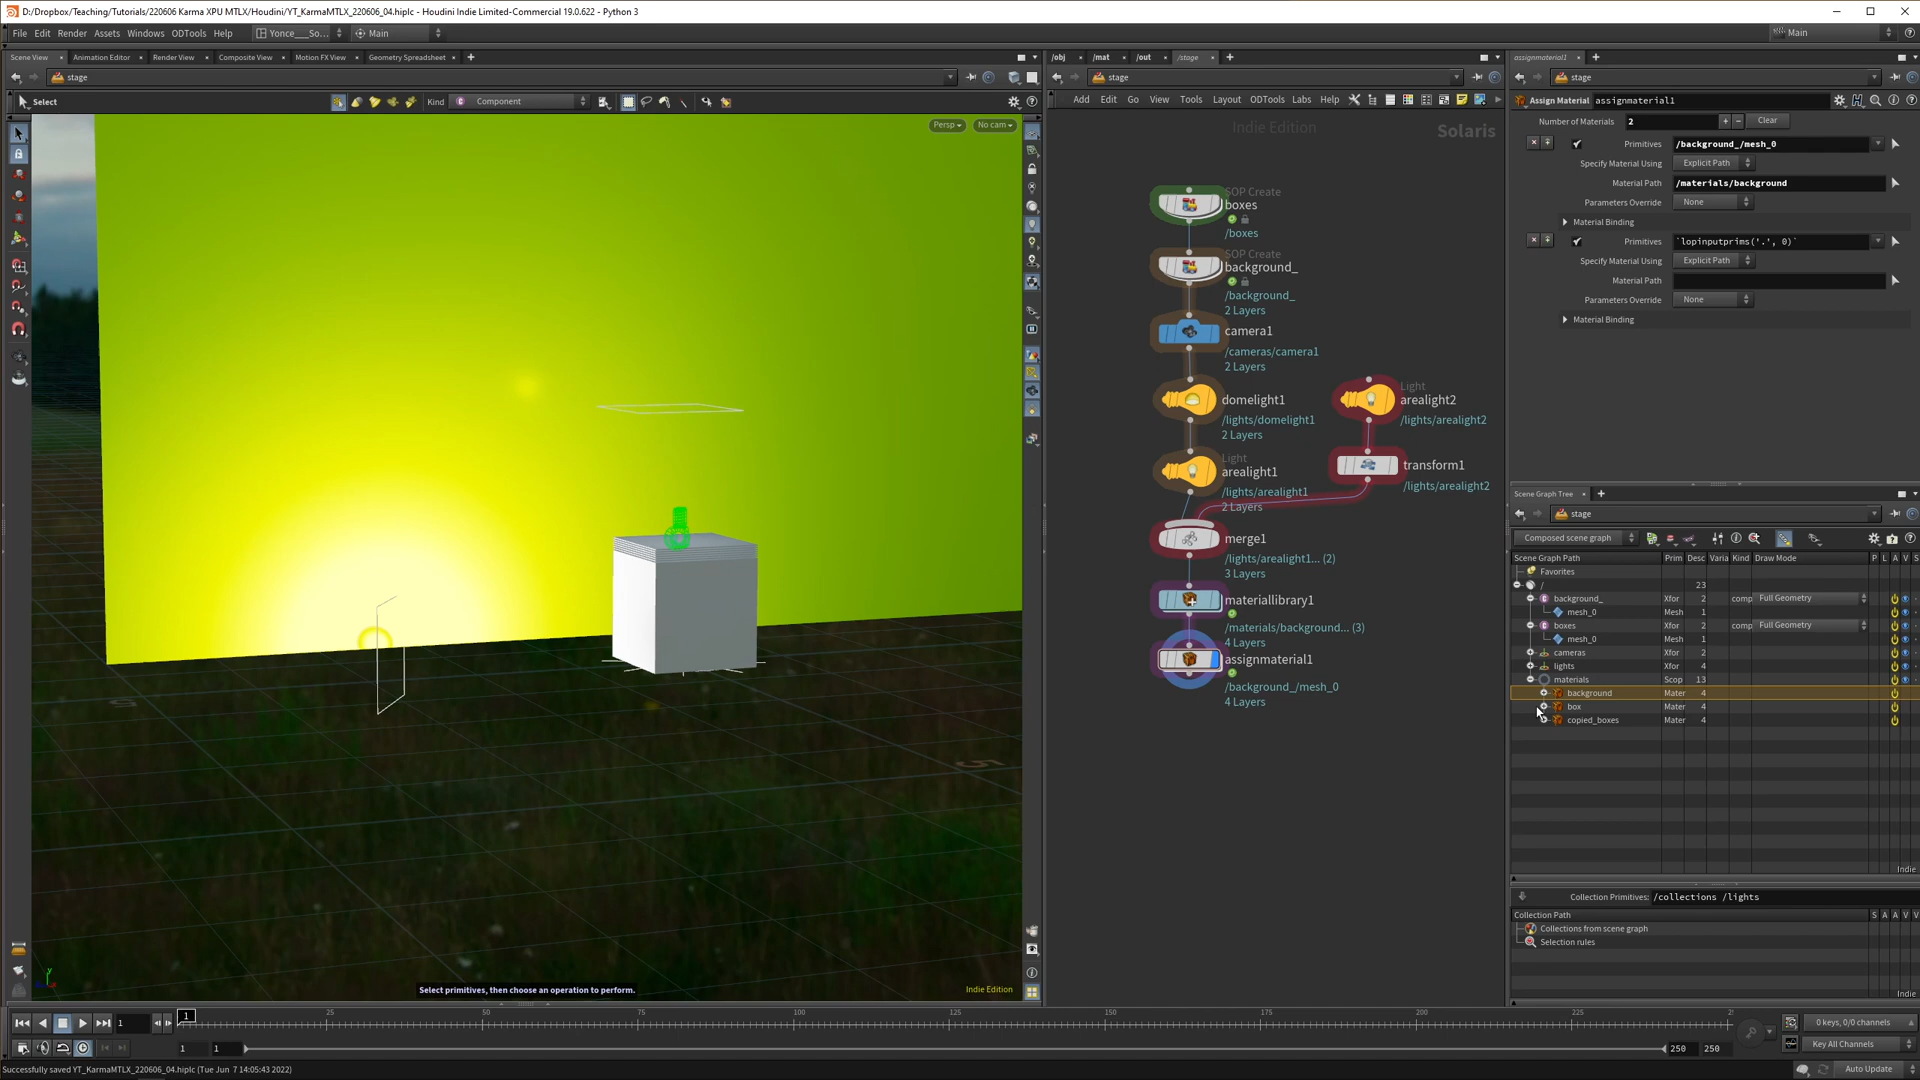 D:/Dropbox/Teaching/Tutorials/220606 Karma XPU MTLX/Houdini/YT_KarmaMTLX_220606_04.hiplc - Houdini Indie Limited-Commercial 19.0.622 - Python 3
File Edit Render Assets Windows ODTools Help Yonce___So... Main Main
Scene View Animation Editor Render View Composite View Motion FX View Geometry Spreadsheet
stage
Select Kind Component
Persp No cam
Select primitives, then choose an operation to perform.
Indie Edition
/obj /mat /out /stage
stage
Add Edit Go View Tools Layout ODTools Labs Help
Indie Edition Solaris
SOP Create
boxes
/boxes
SOP Create
background_
/background_
2 Layers
camera1
/cameras/camera1
2 Layers
domelight1
/lights/domelight1
2 Layers
Light
arealight2
/lights/arealight2
Light
arealight1
/lights/arealight1
2 Layers
transform1
/lights/arealight2
merge1
/lights/arealight1... (2)
3 Layers
materiallibrary1
/materials/background... (3)
4 Layers
assignmaterial1
/background_/mesh_0
4 Layers
assignmaterial1
stage
Assign Material assignmaterial1
Number of Materials 2 Clear
Primitives /background_/mesh_0
Specify Material Using Explicit Path
Material Path /materials/background
Parameters Override None
Material Binding
Primitives `lopinputprims('.', 0)`
Specify Material Using Explicit Path
Material Path
Parameters Override None
Material Binding
Scene Graph Tree
stage
Composed scene graph
Scene Graph Path Prim Desc Varia Kind Draw Mode P L A V S
Favorites
/ 23
background_ Xfor 2 comp Full Geometry
mesh_0 Mesh 1
boxes Xfor 2 comp Full Geometry
mesh_0 Mesh 1
cameras Xfor 2
lights Xfor 4
materials Scop 13
background Mater 4
box Mater 4
copied_boxes Mater 4
Indie
Collection Primitives: /collections /lights
Collection Path S A A V V S
Collections from scene graph
Selection rules
Indie
1 1 25 50 75 100 125 150 175 200 225
0 keys, 0/0 channels
1 1 250 250 Key All Channels
Successfully saved YT_KarmaMTLX_220606_04.hiplc (Tue Jun 7 14:05:43 2022)
Auto Update